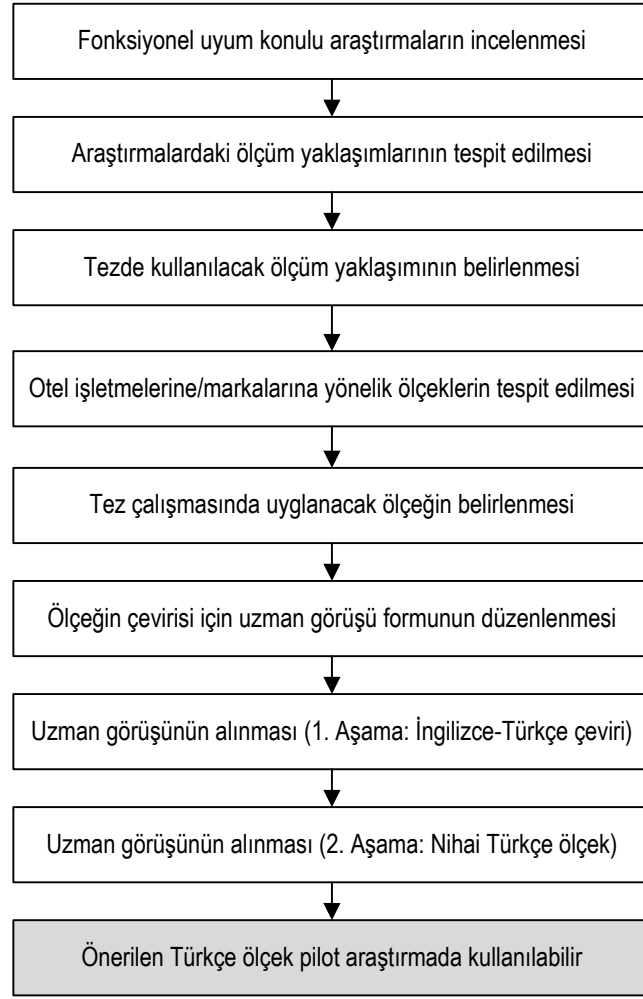 Fonksiyonel uyum konulu araştırmaların incelenmesi
Araştırmalardaki ölçüm yaklaşımlarının tespit edilmesi
Tezde kullanılacak ölçüm yaklaşımının belirlenmesi
Otel işletmelerine/markalarına yönelik ölçeklerin tespit edilmesi
Tez çalışmasında uyglanacak ölçeğin belirlenmesi
Ölçeğin çevirisi için uzman görüşü formunun düzenlenmesi
Uzman görüşünün alınması (1. Aşama: İngilizce-Türkçe çeviri)
Uzman görüşünün alınması (2. Aşama: Nihai Türkçe ölçek)
Önerilen Türkçe ölçek pilot araştırmada kullanılabilir